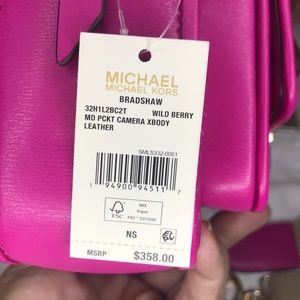 MICHAEL
MICHAEL KORS
BRADSHAW
32H1L2BC2T WILD BERRY
MD PCKT CAMERA XBODY
LEATHER
SMLS332-0001
1 94900 94511 7
FSC
MIX
Paper
NS
MSRP $358.00